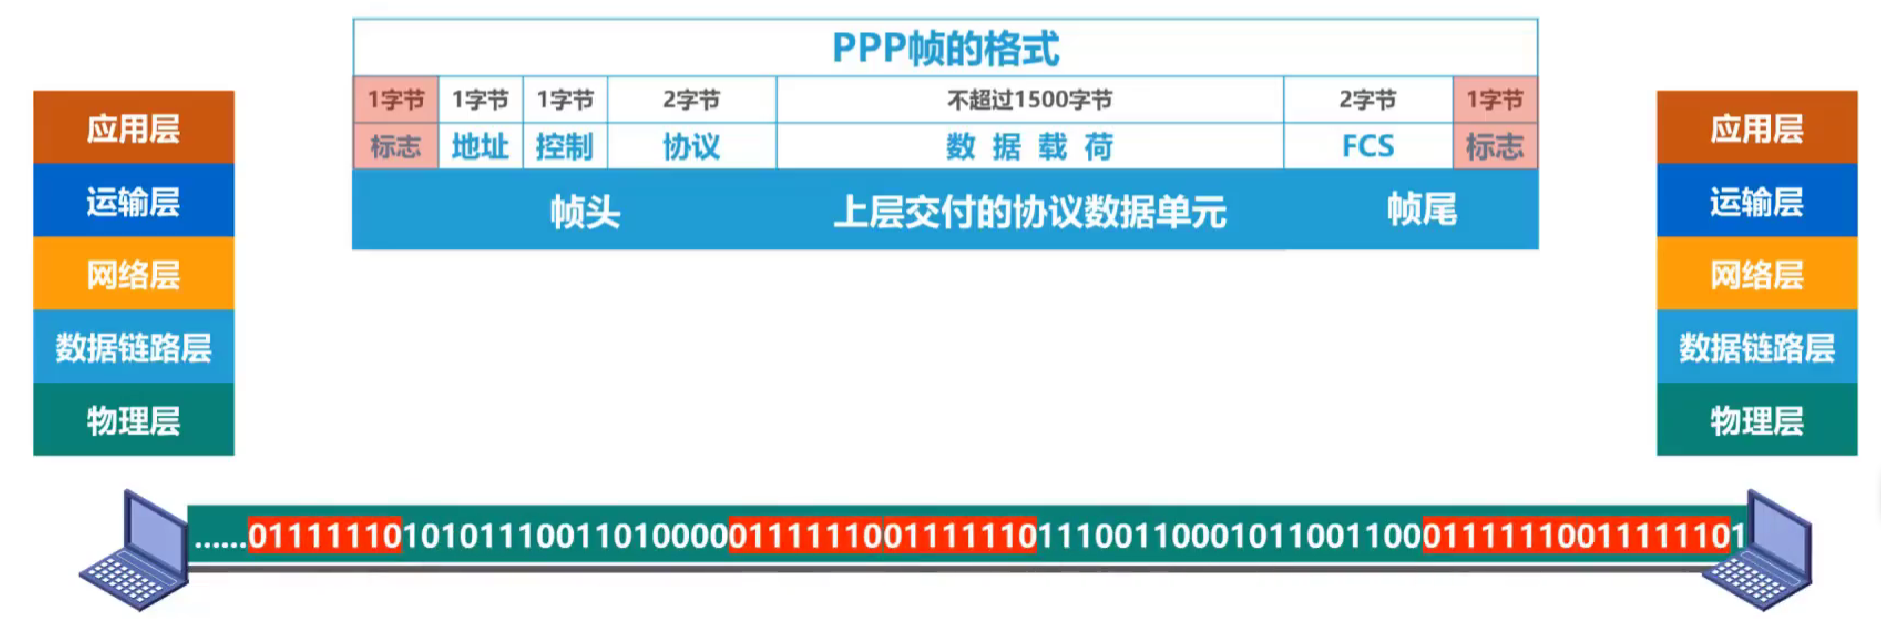 PPP帧的格式
1字节 1字节 1字节 2字节 不超过1500字节 2字节 1字节
标志 地址 控制 协议 数据载荷 FCS 标志
帧头 上层交付的协议数据单元 帧尾
应用层
运输层
网络层
数据链路层
物理层
应用层
运输层
网络层
数据链路层
物理层
......011111101010111001101000001111110011111101110011000101100110001111110011111101